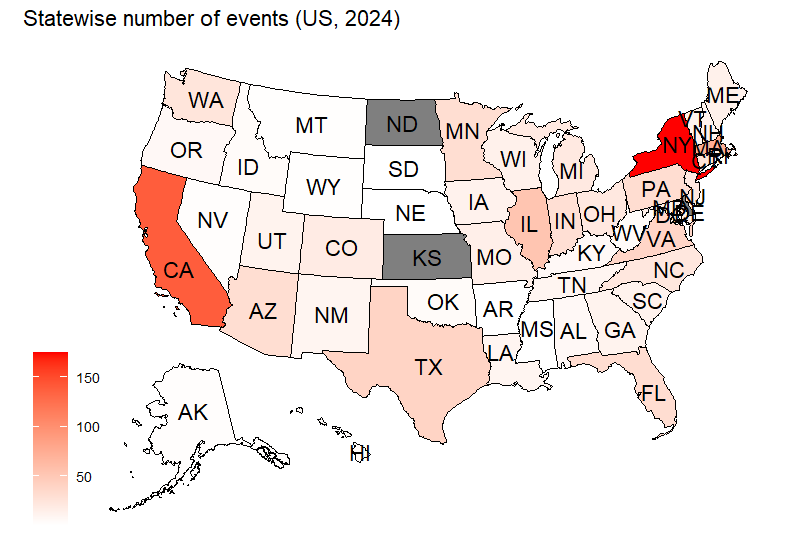 Statewise number of events (US, 2024)
ME
WA
VT
MT
ND
MN
NH
NY
OR
WI
SD
MI
ID
WY
PA
IA
NJ
NE
OH
NV
IL
IN
DE
WV
UT
CO
VA
MO
KY
CA
KS
NC
TN
OK
SC
AZ
NM
AR
MS
AL
GA
LA
TX
150
FL
AK
100
HI
50